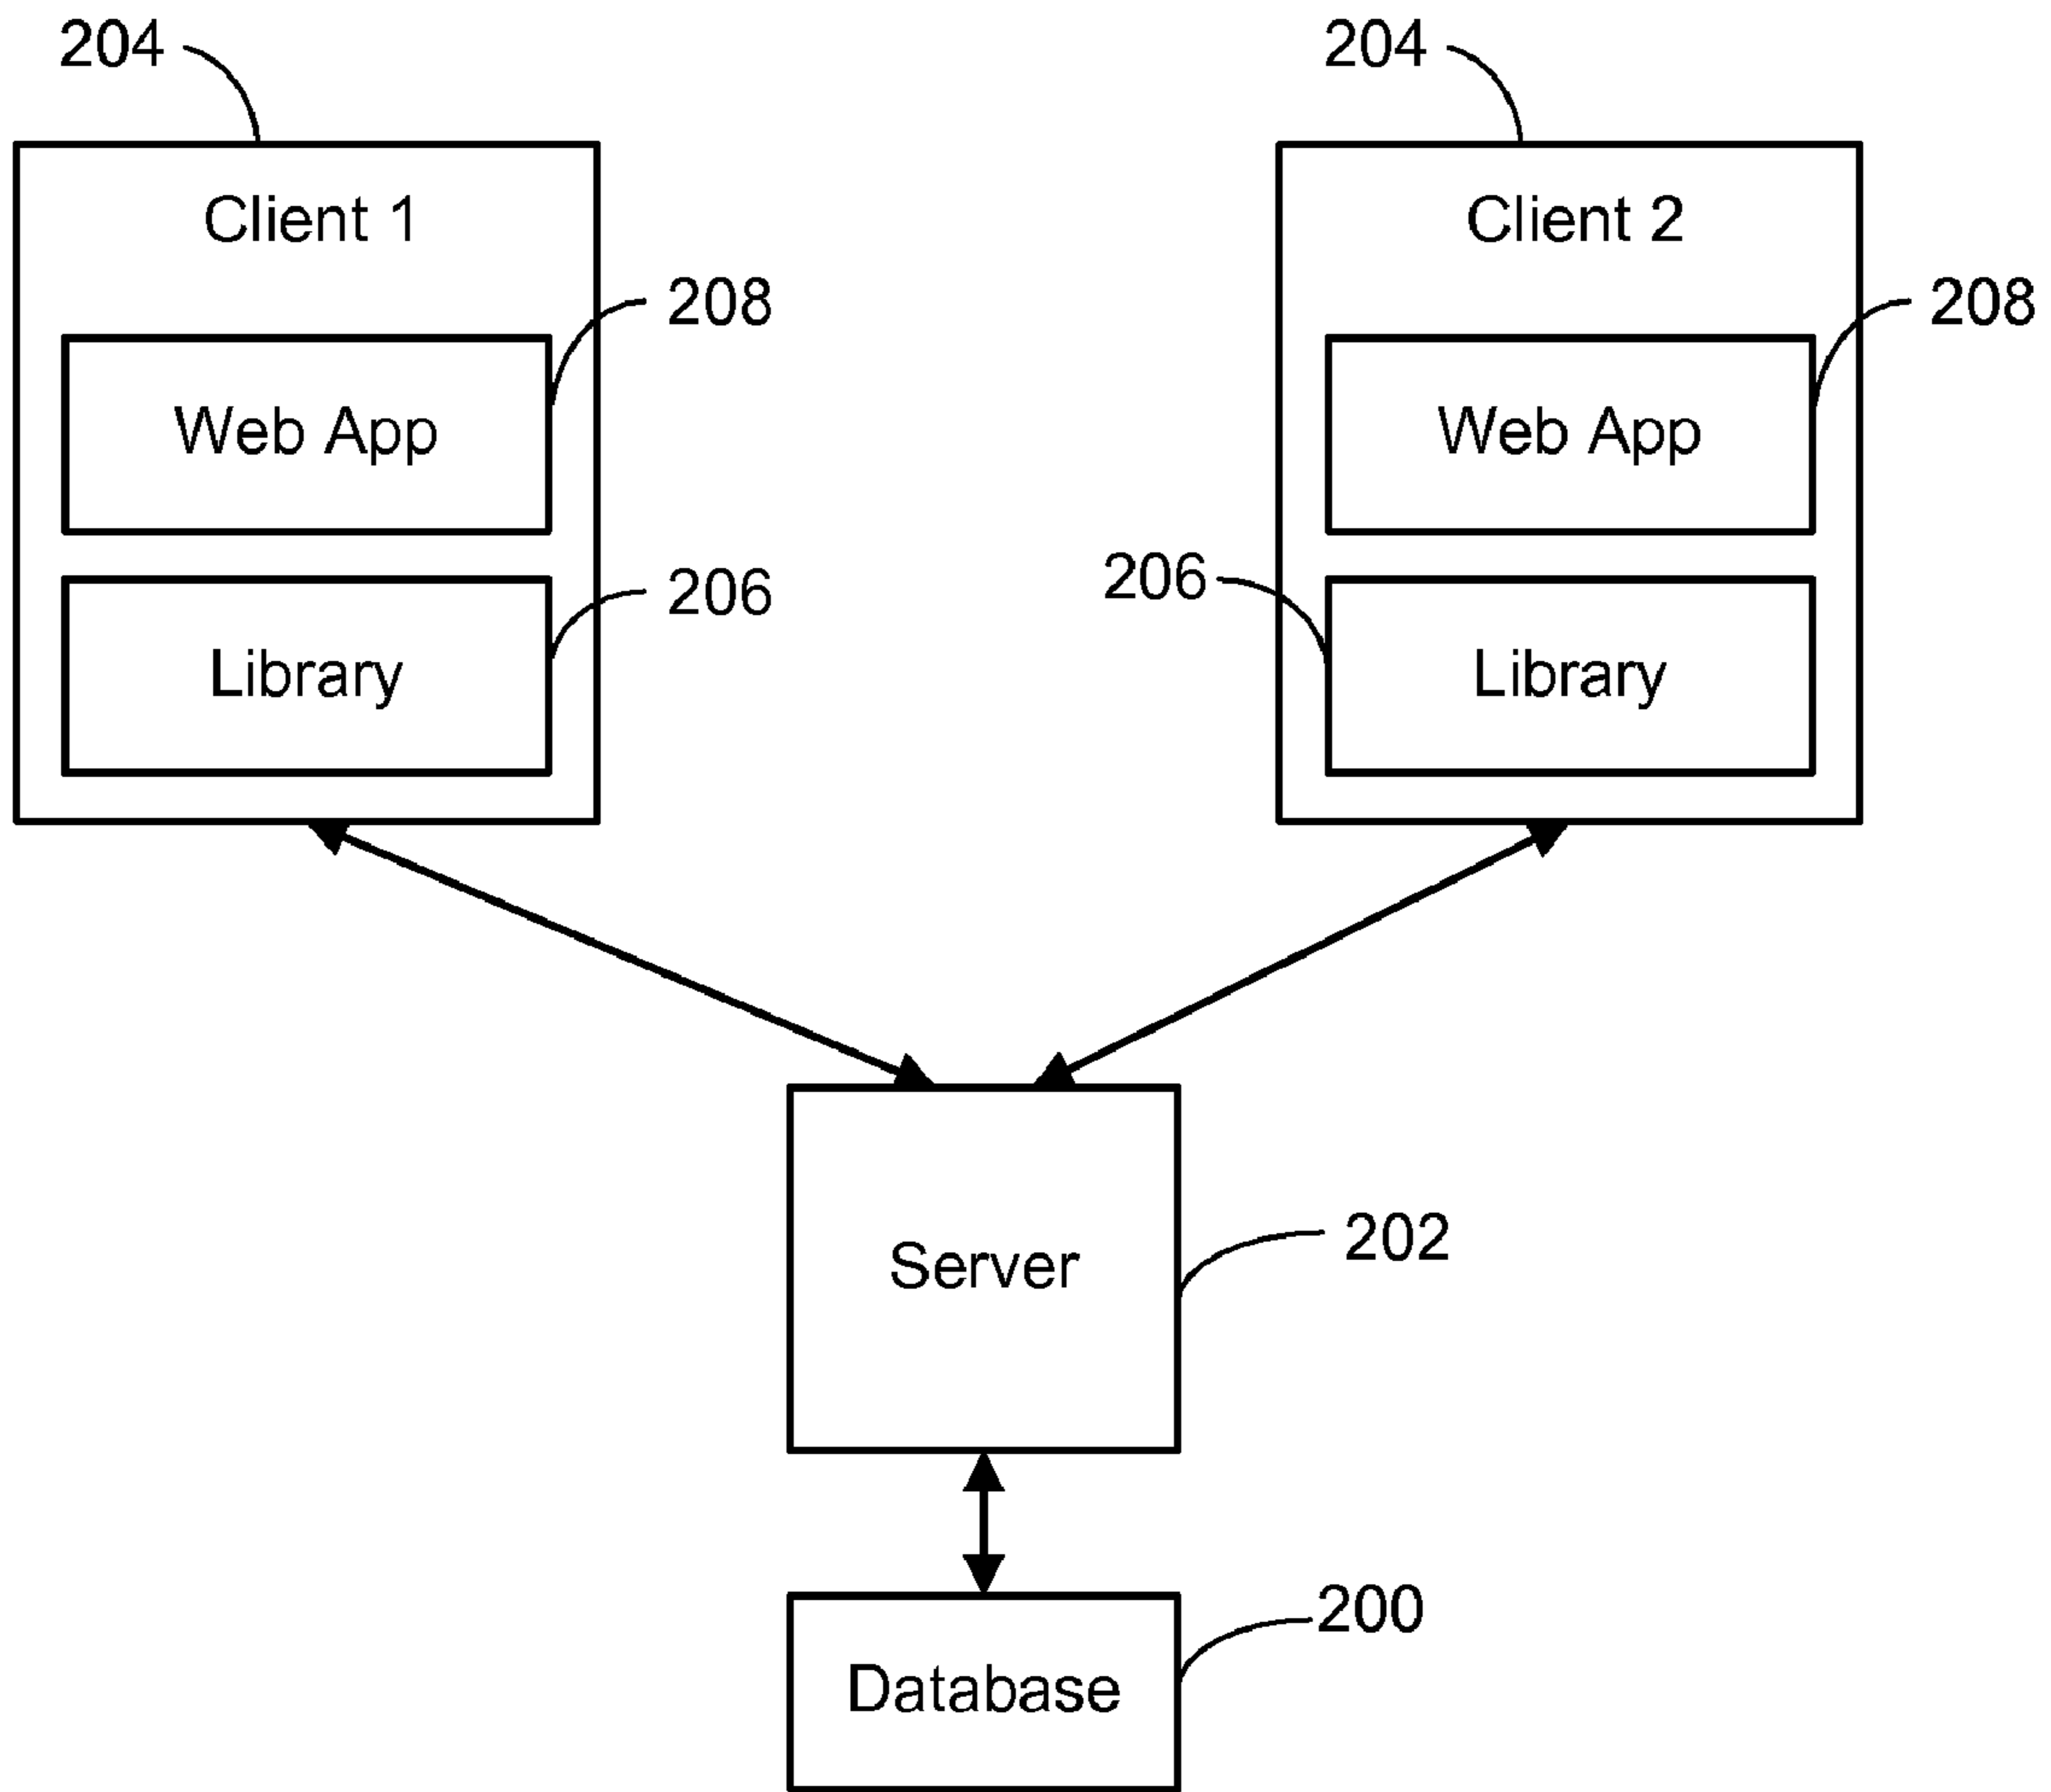 204
204
Client 1
Client 2
208
208
Web App
Web App
206
206
Library
Library
Server
202
Database
200